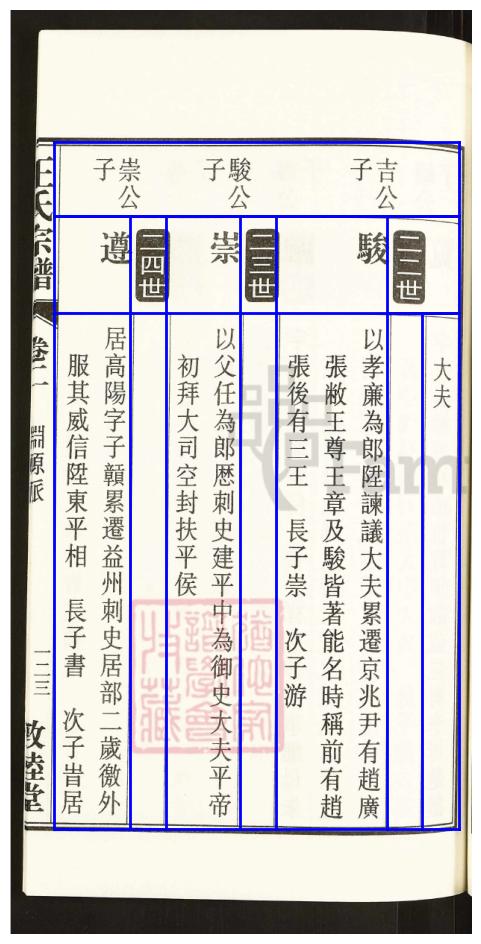 大夫
二二世
吉公
子
駿
以孝廉為郎陞諫議大夫累遷京兆尹有趙廣
張敞王尊王章及駿皆著能名時稱前有趙
張後有三王 長子崇 次子游
二三世
駿公
子
崇
以父任為郎歷刺史建平中為御史大夫平帝
初拜大司空封扶平侯
二四世
崇公
子
遵
居高陽字子贑累遷益州刺史居部二歲徼外
服其威信陞東平相 長子書 次子旹居
王氏宗譜
卷二
淵源派
一二三
敦睦堂